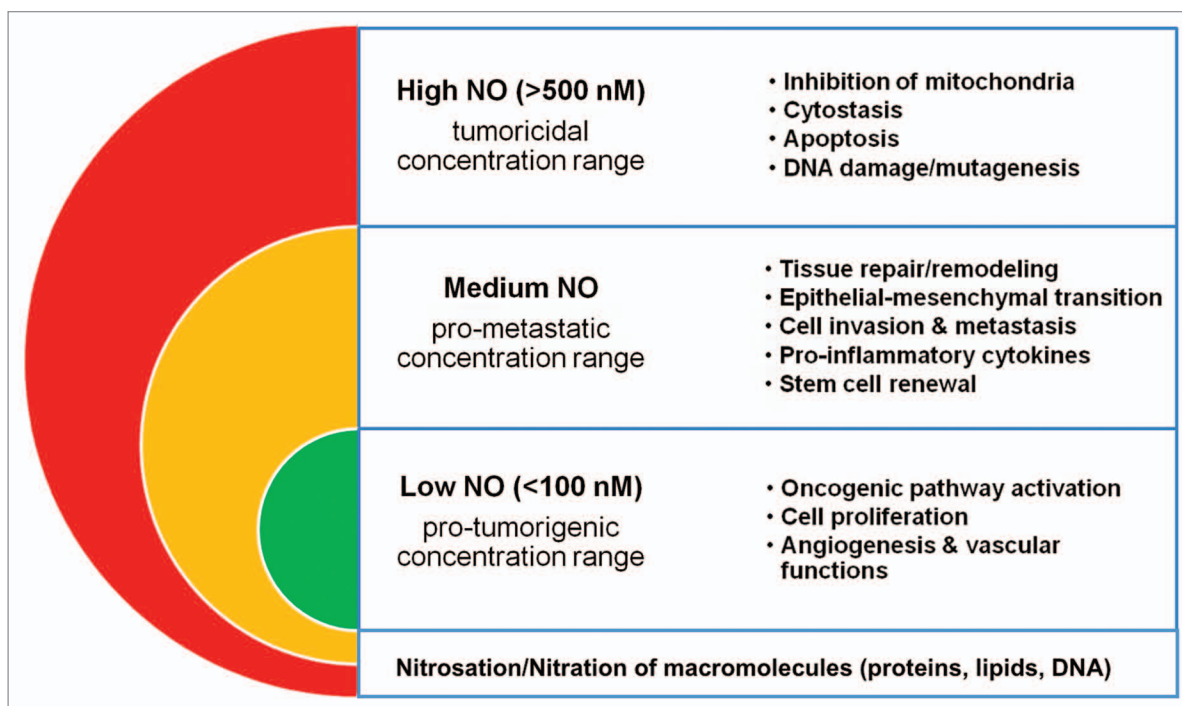 High NO (>500 nM)
tumoricidal
concentration range
• Inhibition of mitochondria
• Cytostasis
• Apoptosis
• DNA damage/mutagenesis
Medium NO
pro-metastatic
concentration range
• Tissue repair/remodeling
• Epithelial-mesenchymal transition
• Cell invasion & metastasis
• Pro-inflammatory cytokines
• Stem cell renewal
Low NO (<100 nM)
pro-tumorigenic
concentration range
• Oncogenic pathway activation
• Cell proliferation
• Angiogenesis & vascular
functions
Nitrosation/Nitration of macromolecules (proteins, lipids, DNA)